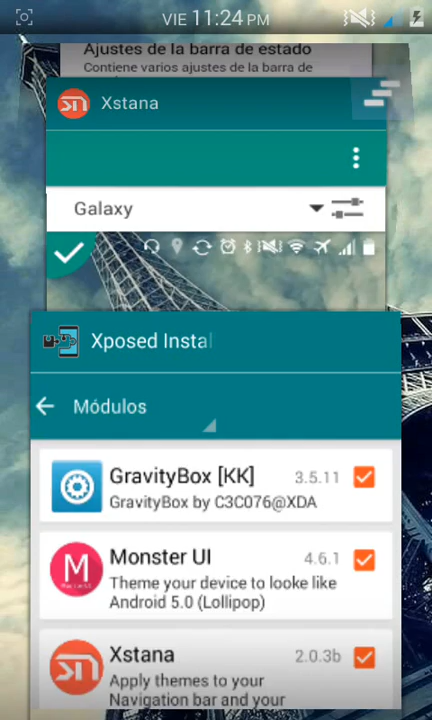 VIE 11:24 PM
Ajustes de la barra de estado
Contiene varios ajustes de la barra de
Xstana
Galaxy
Xposed Instal
Módulos
GravityBox [KK] 3.5.11
GravityBox by C3C076@XDA
Monster UI 4.6.1
Theme your device to looke like
Android 5.0 (Lollipop)
Xstana 2.0.3b
Apply themes to your
Navigation bar and your